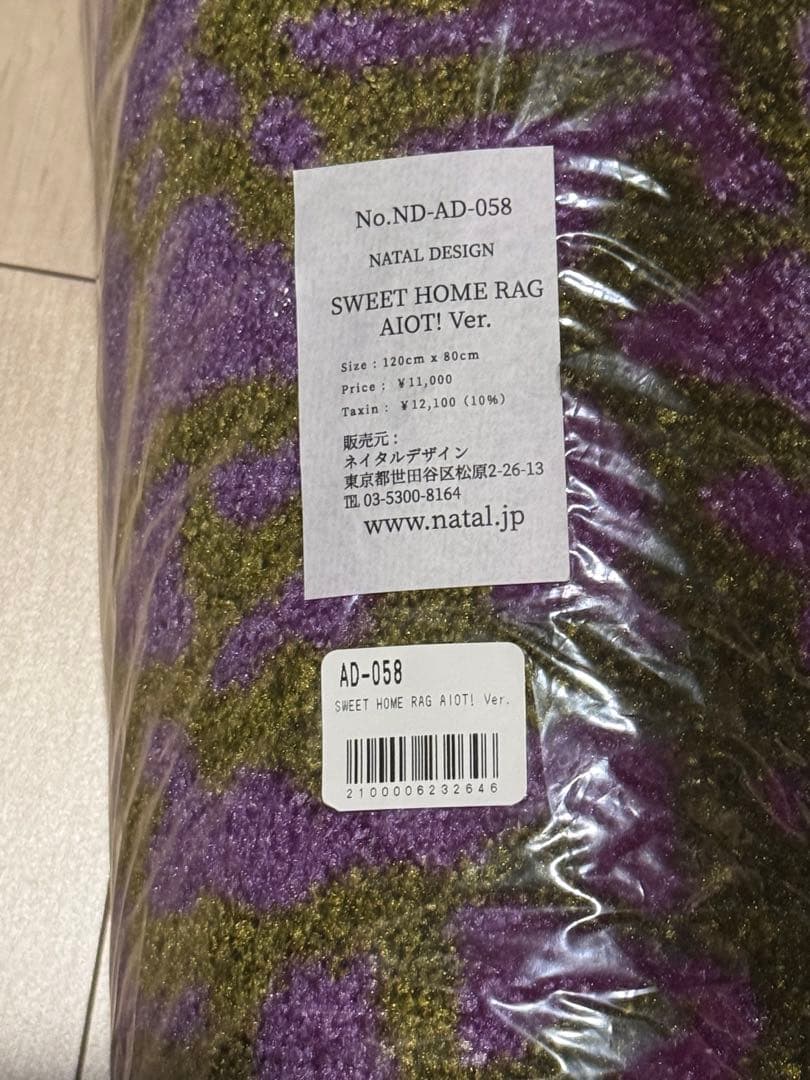 No.ND-AD-058
NATAL DESIGN
SWEET HOME RAG
AIOT! Ver.
Size : 120cm x 80cm
Price : ¥11,000
Taxin : ¥12,100 (10%)
販売元：
ネイタルデザイン
東京都世田谷区松原2-26-13
℡ 03-5300-8164
www.natal.jp
AD-058
SWEET HOME RAG AIOT! Ver.
2100006232646